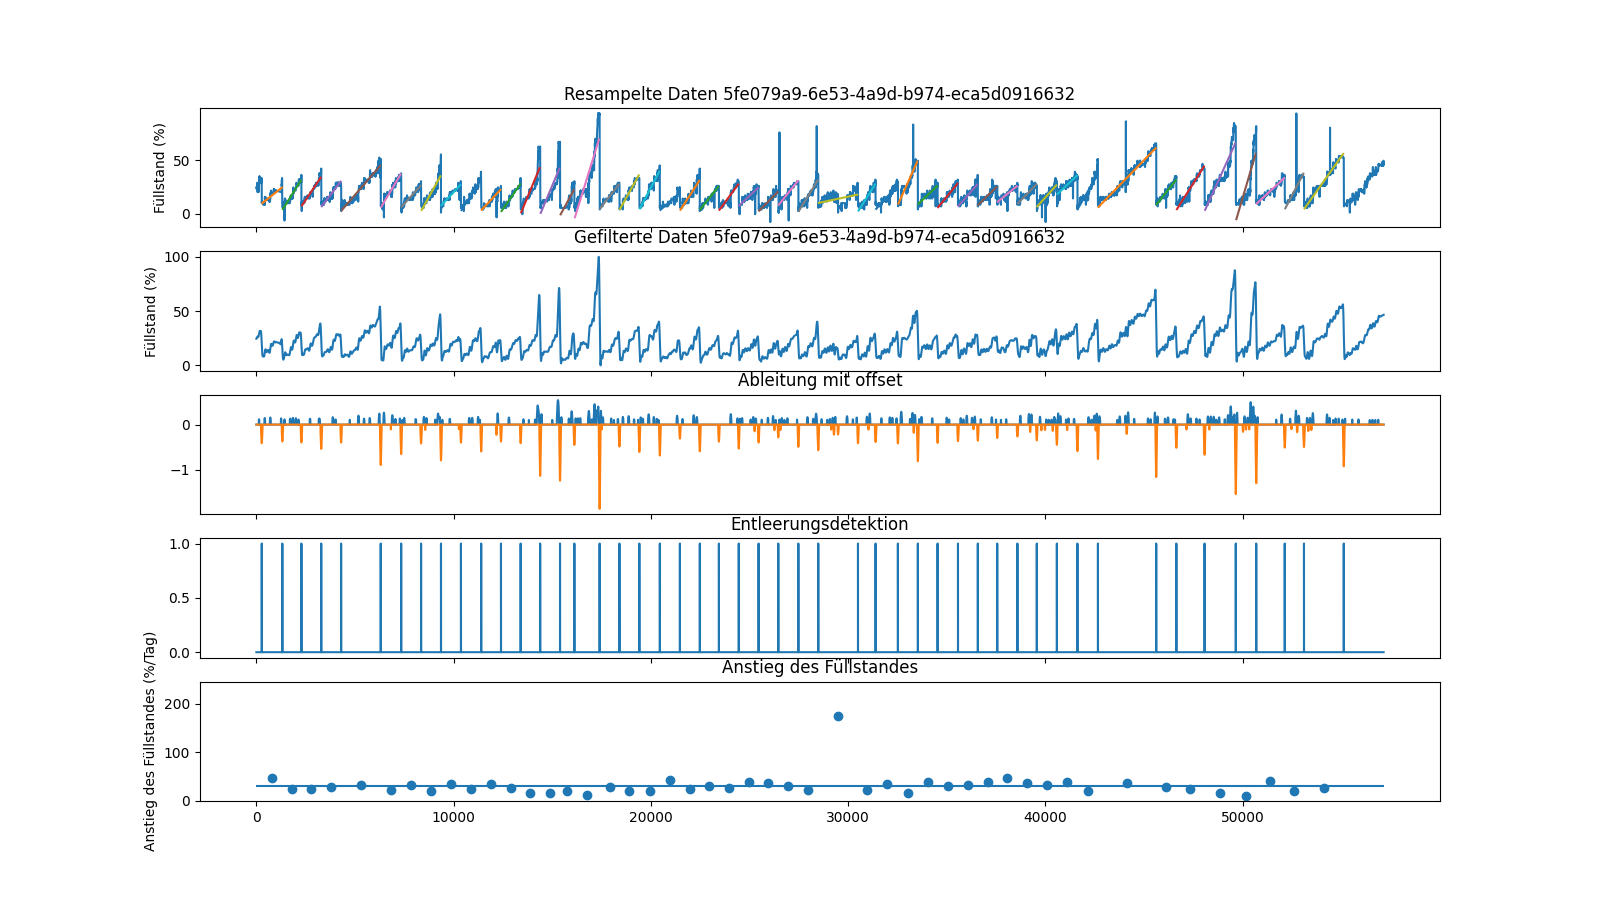 Resampelte Daten 5fe079a9-6e53-4a9d-b974-eca5d0916632
Füllstand (%)
50
0
Gefilterte Daten 5fe079a9-6e53-4a9d-b974-eca5d0916632
Füllstand (%)
100
50
0
Ableitung mit offset
0
−1
Entleerungsdetektion
1.0
0.5
0.0
Anstieg des Füllstandes
Anstieg des Füllstandes (%/Tag)
200
100
0
0 10000 20000 30000 40000 50000